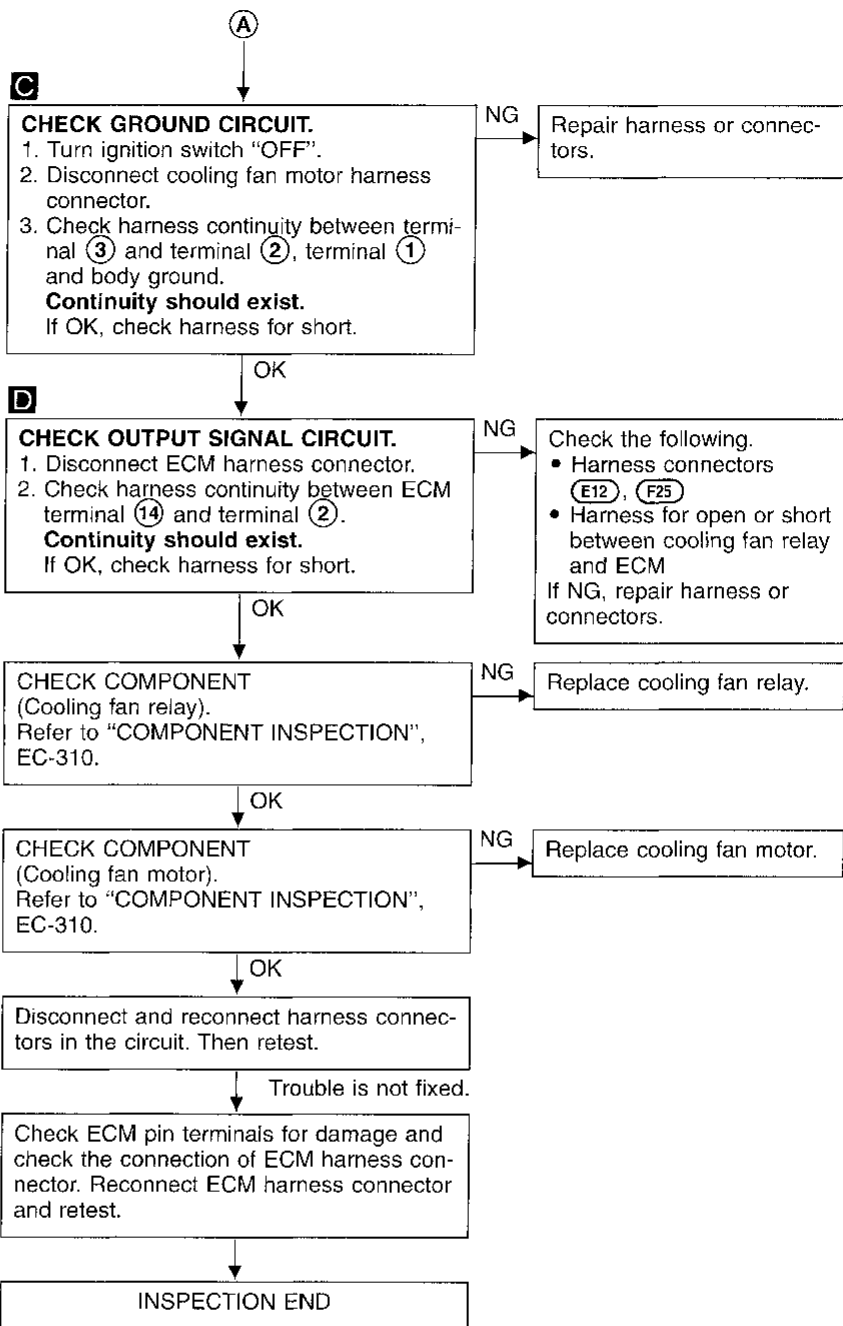 A
C
CHECK GROUND CIRCUIT.
1. Turn ignition switch “OFF”.
2. Disconnect cooling fan motor harness
connector.
3. Check harness continuity between termi-
nal ③ and terminal ②, terminal ①
and body ground.
Continuity should exist.
If OK, check harness for short.
NG
Repair harness or connec-
tors.
OK
D
CHECK OUTPUT SIGNAL CIRCUIT.
1. Disconnect ECM harness connector.
2. Check harness continuity between ECM
terminal ⑭ and terminal ②.
Continuity should exist.
If OK, check harness for short.
NG
Check the following.
• Harness connectors
E12, F25
• Harness for open or short
between cooling fan relay
and ECM
If NG, repair harness or
connectors.
OK
CHECK COMPONENT
(Cooling fan relay).
Refer to “COMPONENT INSPECTION”,
EC-310.
NG
Replace cooling fan relay.
OK
CHECK COMPONENT
(Cooling fan motor).
Refer to “COMPONENT INSPECTION”,
EC-310.
NG
Replace cooling fan motor.
OK
Disconnect and reconnect harness connec-
tors in the circuit. Then retest.
Trouble is not fixed.
Check ECM pin terminals for damage and
check the connection of ECM harness con-
nector. Reconnect ECM harness connector
and retest.
INSPECTION END